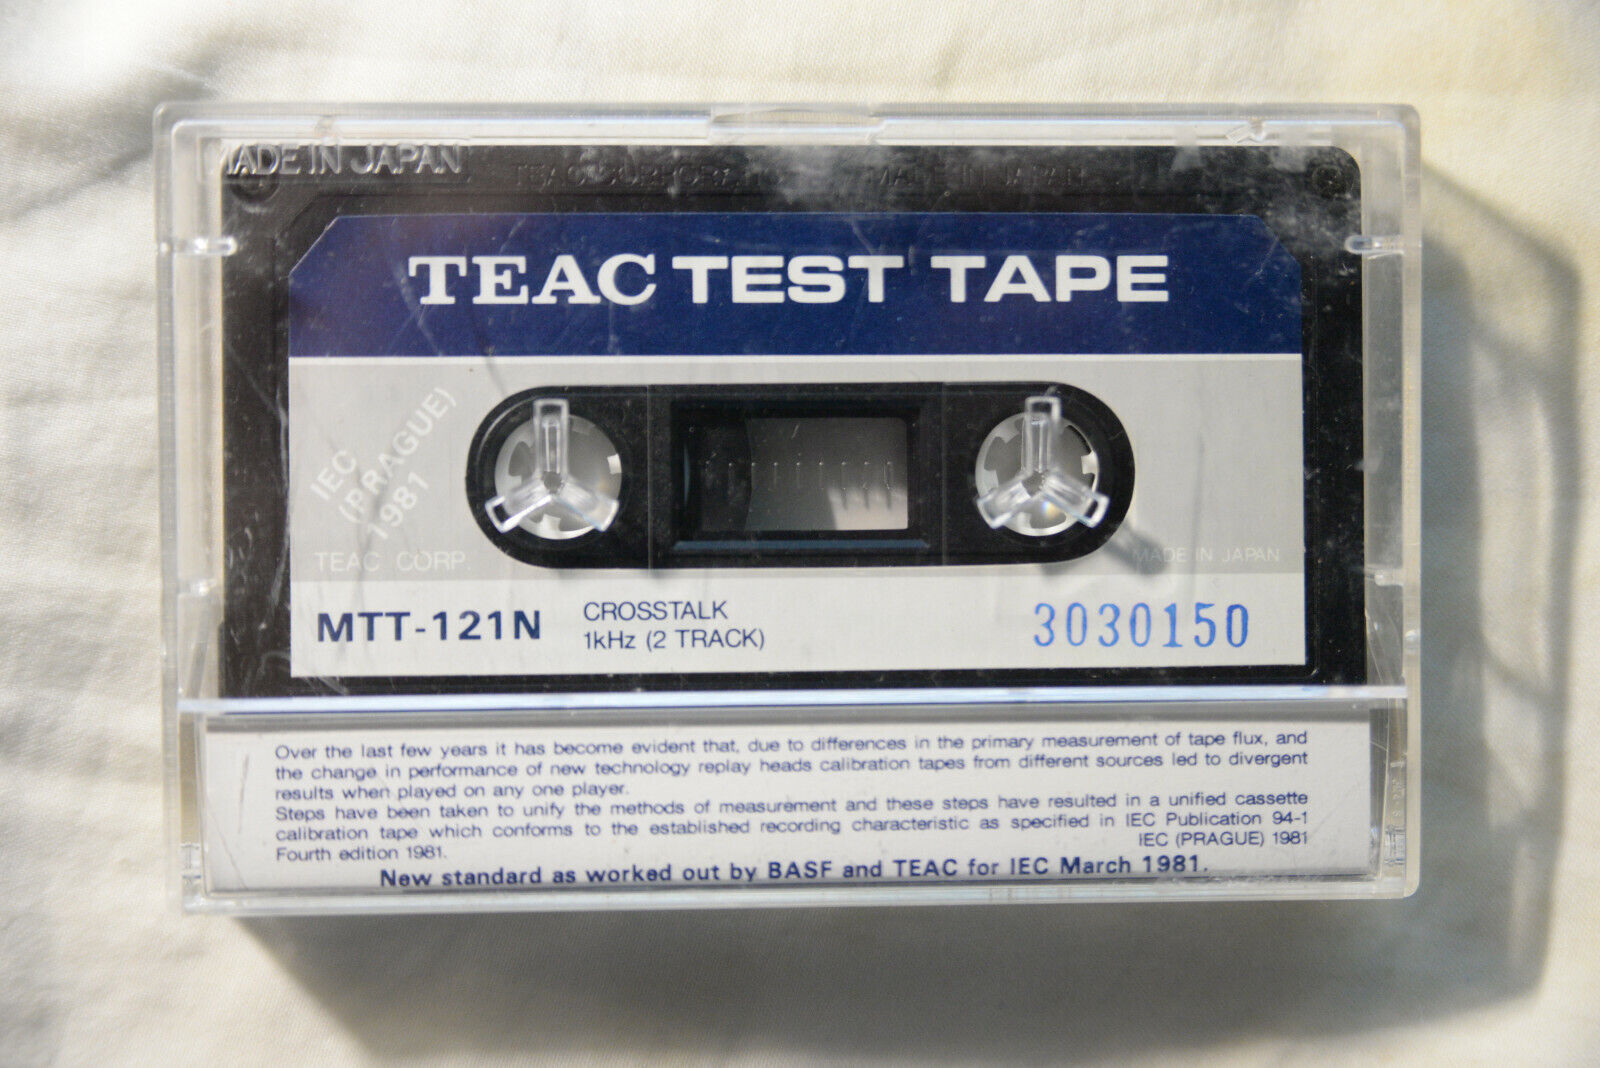 MADE IN JAPAN
TEAC CORPORATION MADE IN JAPAN
TEAC TEST TAPE
IEC
(PRAGUE)
1981
TEAC CORP.
MADE IN JAPAN
MTT-121N
CROSSTALK
1kHz (2 TRACK)
3030150
Over the last few years it has become evident that, due to differences in the primary measurement of tape flux, and
the change in performance of new technology replay heads calibration tapes from different sources led to divergent
results when played on any one player.
Steps have been taken to unify the methods of measurement and these steps have resulted in a unified cassette
calibration tape which conforms to the established recording characteristic as specified in IEC Publication 94-1
Fourth edition 1981. IEC (PRAGUE) 1981
New standard as worked out by BASF and TEAC for IEC March 1981.